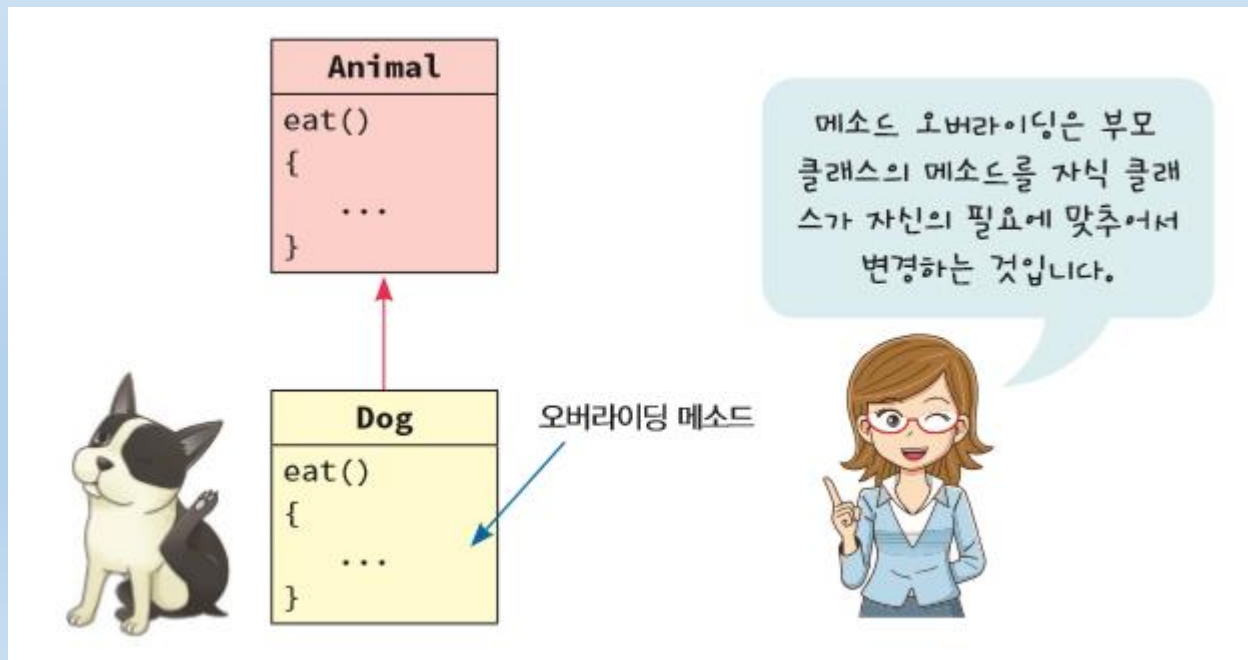 Animal
eat()
{
...
}
메소드 오버라이딩은 부모
클래스의 메소드를 자식 클래
스가 자신의 필요에 맞추어서
변경하는 것입니다.
Dog
eat()
{
...
}
오버라이딩 메소드